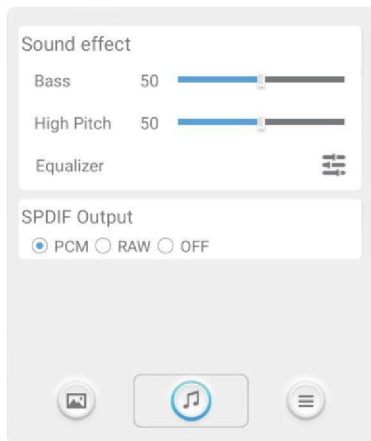 Sound effect
Bass 50
High Pitch 50
Equalizer
SPDIF Output
PCM RAW OFF